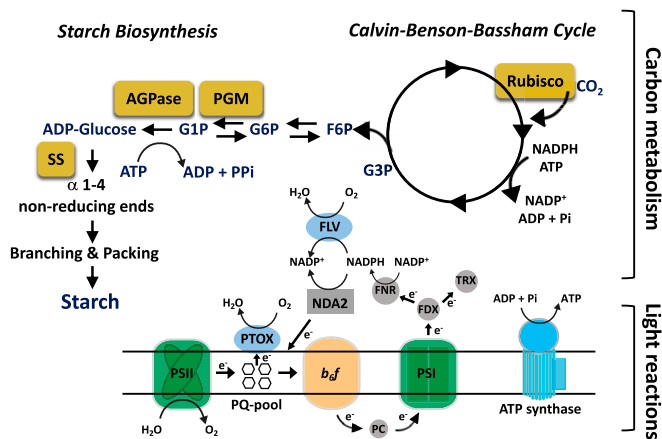 Starch Biosynthesis
Calvin-Benson-Bassham Cycle
Carbon metabolism
Rubisco
CO₂
AGPase
PGM
ADP-Glucose
G1P
G6P
F6P
G3P
SS
ATP
ADP + PPi
NADPH
ATP
NADP⁺
ADP + Pi
α 1-4
non-reducing ends
Branching & Packing
Starch
H₂O
O₂
FLV
NADP⁺
NADPH
NADP⁺
FNR
TRX
NDA2
e⁻
FDX
e⁻
H₂O
O₂
PTOX
e⁻
e⁻
ADP + Pi
ATP
Light reactions
PSII
e⁻
e⁻
b₆f
PSI
PQ-pool
ATP synthase
H₂O
O₂
e⁻
PC
e⁻